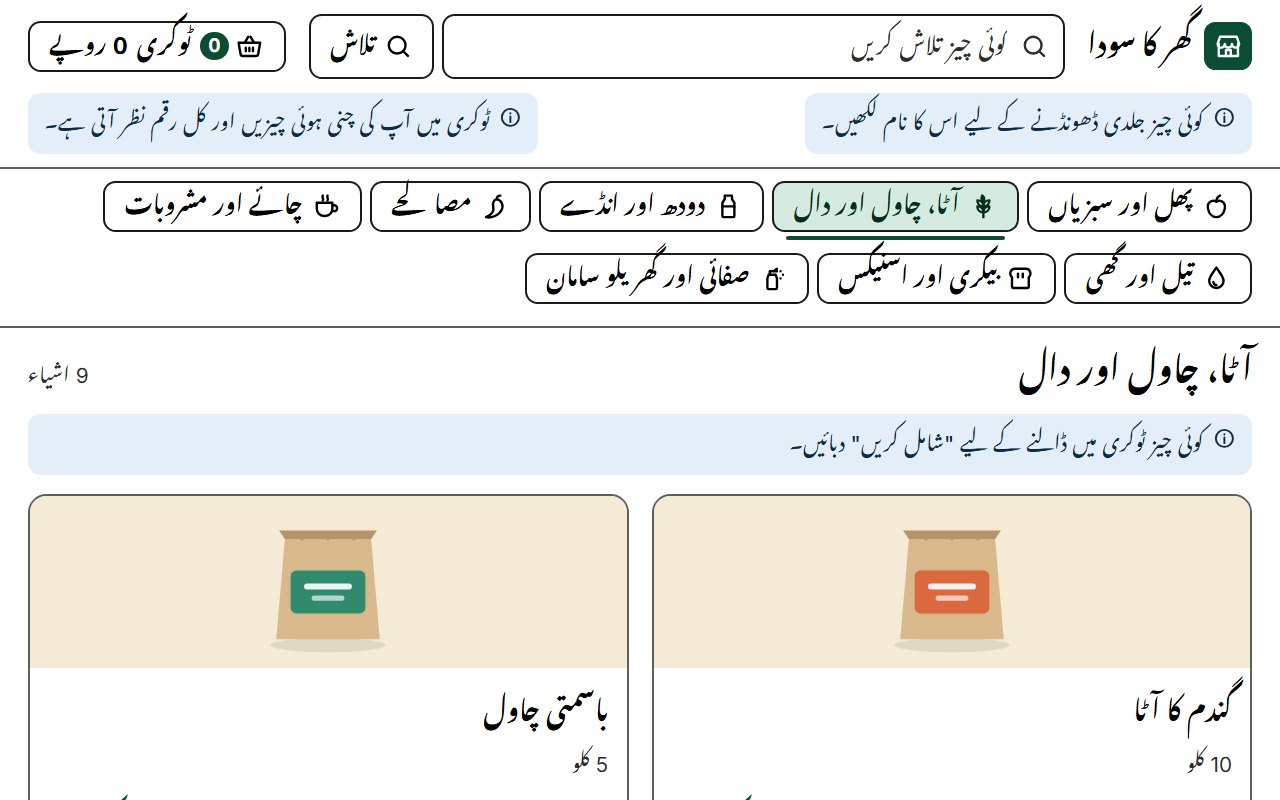 گھر کا سودا
کوئی چیز تلاش کریں
تلاش
0 ٹوکری 0 روپے
کوئی چیز جلدی ڈھونڈنے کے لیے اس کا نام لکھیں۔
ٹوکری میں آپ کی چنی ہوئی چیزیں اور کل رقم نظر آتی ہے۔
پھل اور سبزیاں
آٹا، چاول اور دال
دودھ اور انڈے
مصالحے
چائے اور مشروبات
تیل اور گھی
بیکری اور اسنیکس
صفائی اور گھریلو سامان
آٹا، چاول اور دال
9 اشیاء
کوئی چیز ٹوکری میں ڈالنے کے لیے "شامل کریں" دبائیں۔
گندم کا آٹا
10 کلو
باسمتی چاول
5 کلو